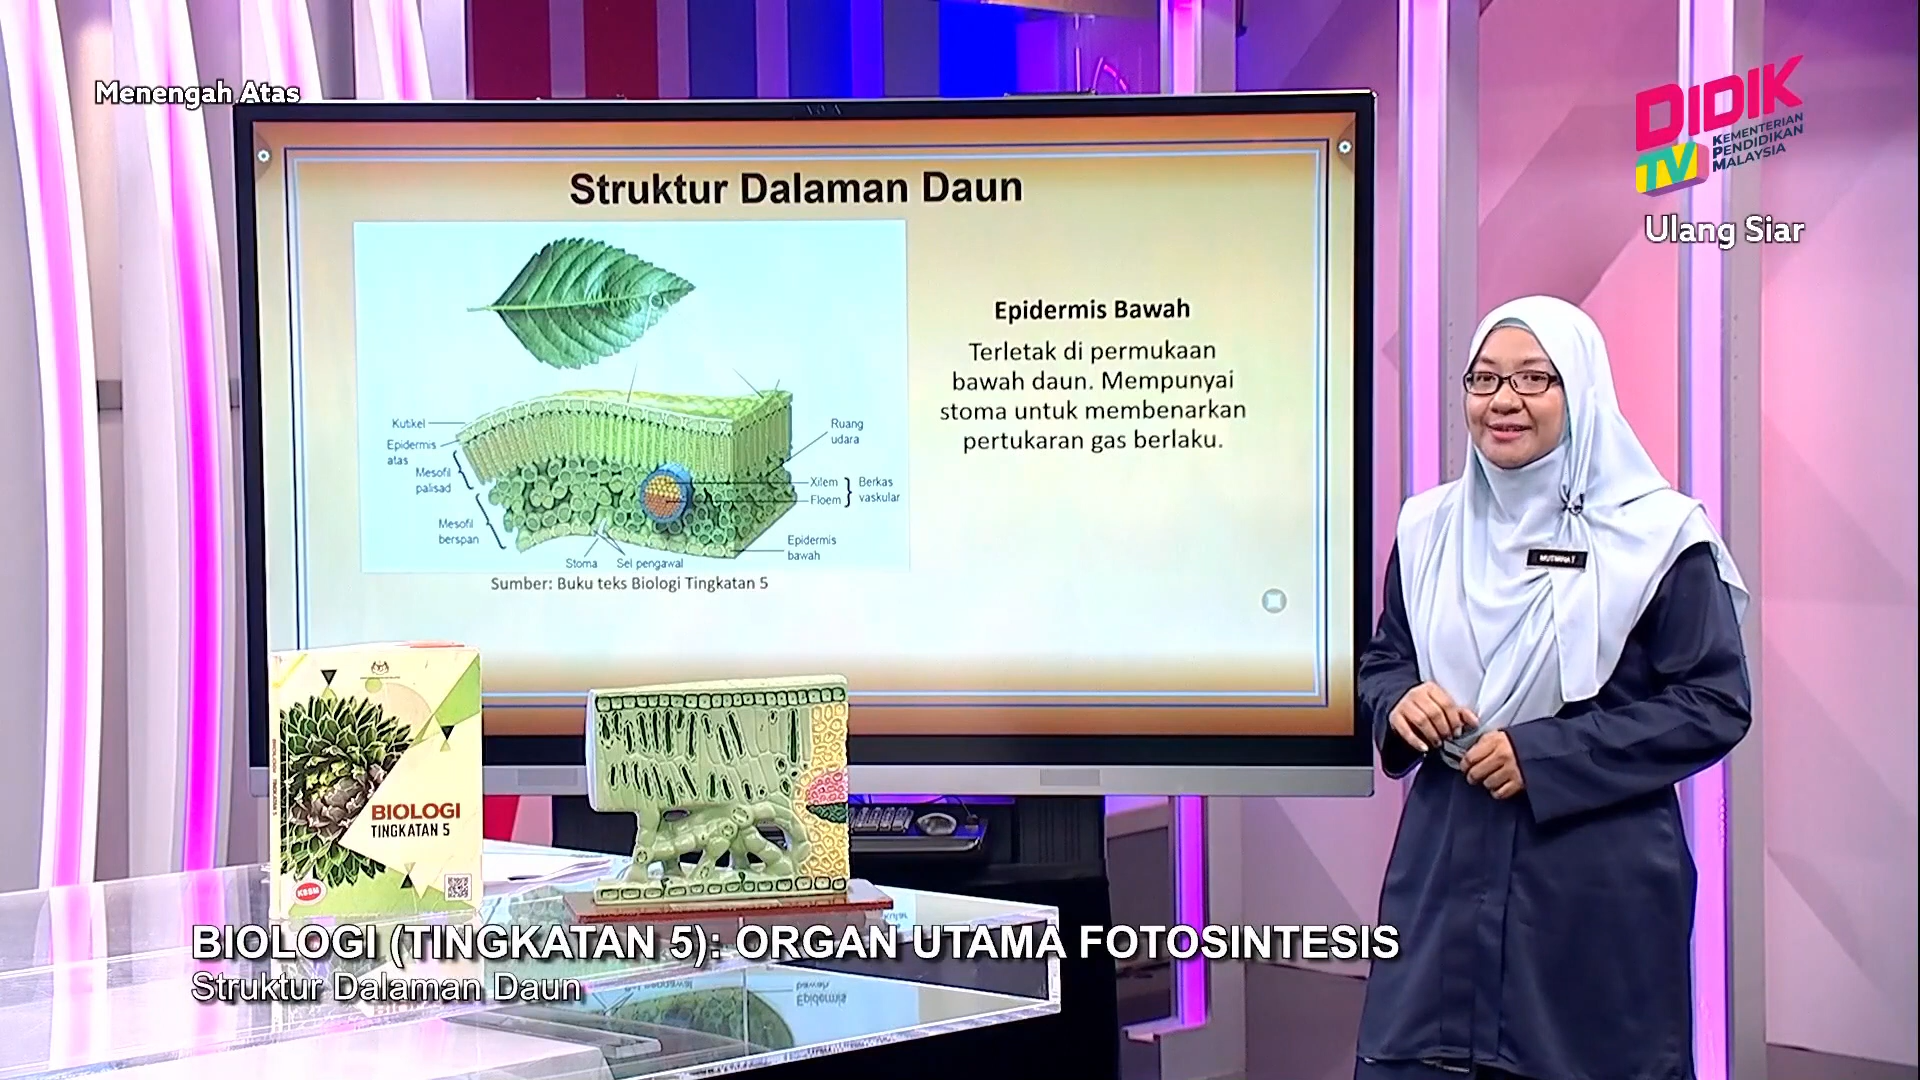 Menengah Atas
DIDIK
TV
KEMENTERIAN
PENDIDIKAN
MALAYSIA
Ulang Siar
Struktur Dalaman Daun
Kutikel
Epidermis
atas
Mesofil
palisad
Mesofil
berspan
Stoma
Sel pengawal
Ruang
udara
Xilem
Floem
Berkas
vaskular
Epidermis
bawah
Sumber: Buku teks Biologi Tingkatan 5
Epidermis Bawah
Terletak di permukaan
bawah daun. Mempunyai
stoma untuk membenarkan
pertukaran gas berlaku.
BIOLOGI
TINGKATAN 5
KSSM
BIOLOGI (TINGKATAN 5): ORGAN UTAMA FOTOSINTESIS
Struktur Dalaman Daun